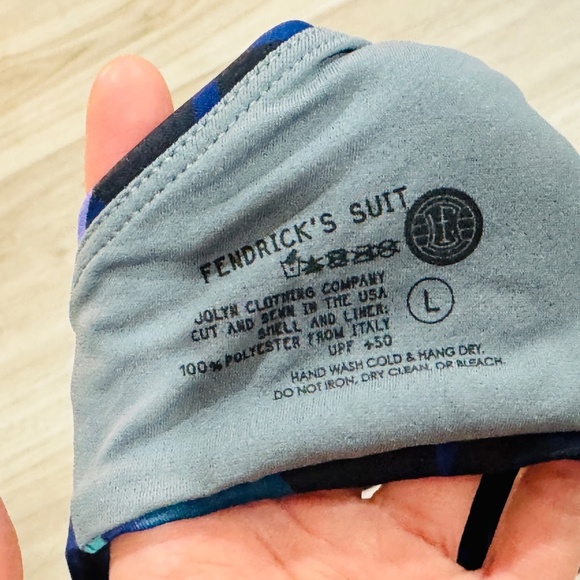 FENDRICK'S SUIT
JOLYN CLOTHING COMPANY
CUT AND SEWN IN THE USA
SHELL AND LINER:
100% POLYESTER FROM ITALY
UPF +50
L
HAND WASH COLD & HANG DRY.
DO NOT IRON, DRY CLEAN, OR BLEACH.